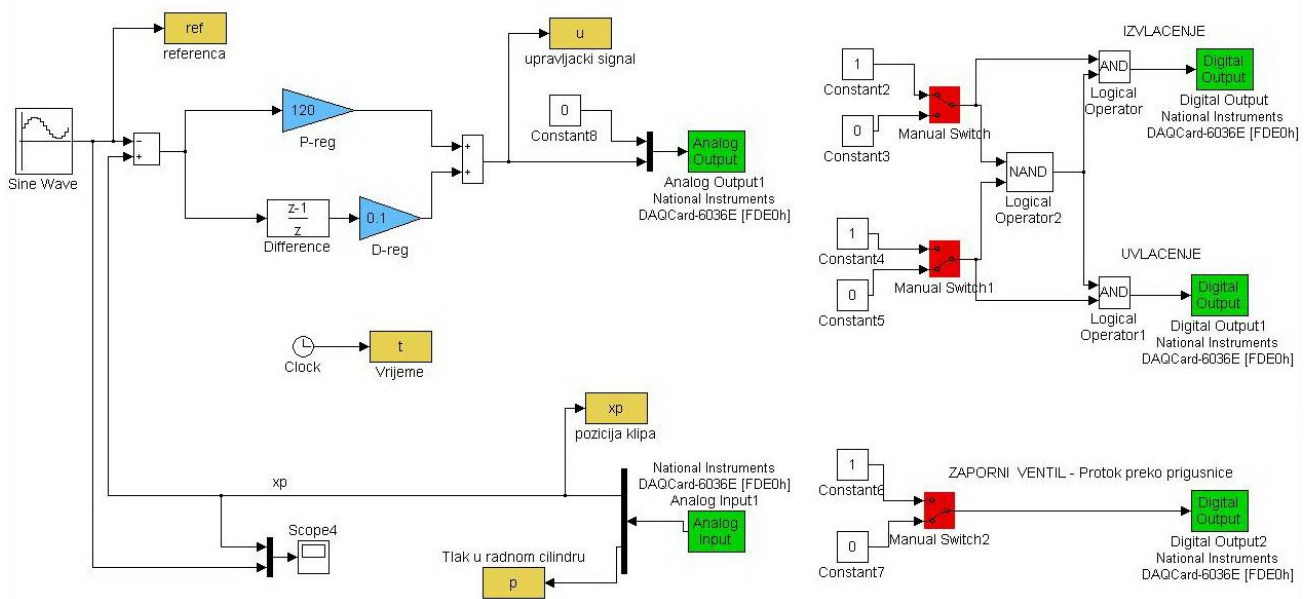 ref
referenca
Sine Wave
−
+
120
P-reg
z-1
z
Difference
0.1
D-reg
+
+
u
upravljacki signal
0
Constant8
Analog
Output
Analog Output1
National Instruments
DAQCard-6036E [FDE0h]
Clock
t
Vrijeme
xp
pozicija klipa
xp
National Instruments
DAQCard-6036E [FDE0h]
Analog Input1
Analog
Input
Scope4
Tlak u radnom cilindru
p
IZVLACENJE
1
Constant2
0
Constant3
Manual Switch
AND
Logical
Operator
Digital
Output
Digital Output
National Instruments
DAQCard-6036E [FDE0h]
NAND
Logical
Operator2
1
Constant4
0
Constant5
Manual Switch1
UVLACENJE
AND
Logical
Operator1
Digital
Output
Digital Output1
National Instruments
DAQCard-6036E [FDE0h]
1
Constant6
0
Constant7
Manual Switch2
ZAPORNI VENTIL - Protok preko prigusnice
Digital
Output
Digital Output2
National Instruments
DAQCard-6036E [FDE0h]